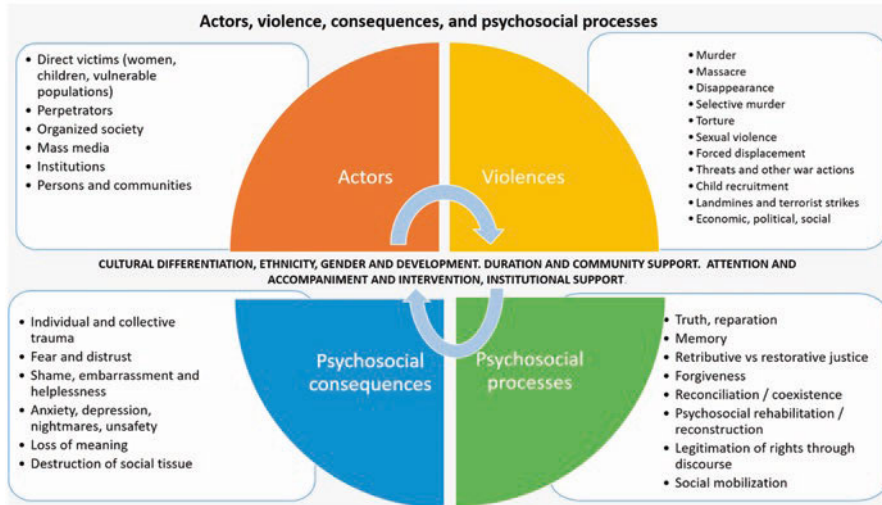 Actors, violence, consequences, and psychosocial processes
• Direct victims (women,
children, vulnerable
populations)
• Perpetrators
• Organized society
• Mass media
• Institutions
• Persons and communities
Actors
Violences
• Murder
• Massacre
• Disappearance
• Selective murder
• Torture
• Sexual violence
• Forced displacement
• Threats and other war actions
• Child recruitment
• Landmines and terrorist strikes
• Economic, political, social
CULTURAL DIFFERENTIATION, ETHNICITY, GENDER AND DEVELOPMENT. DURATION AND COMMUNITY SUPPORT. ATTENTION AND
ACCOMPANIMENT AND INTERVENTION, INSTITUTIONAL SUPPORT
• Individual and collective
trauma
• Fear and distrust
• Shame, embarrassment and
helplessness
• Anxiety, depression,
nightmares, unsafety
• Loss of meaning
• Destruction of social tissue
Psychosocial
consequences
Psychosocial
processes
• Truth, reparation
• Memory
• Retributive vs restorative justice
• Forgiveness
• Reconciliation / coexistence
• Psychosocial rehabilitation /
reconstruction
• Legitimation of rights through
discourse
• Social mobilization